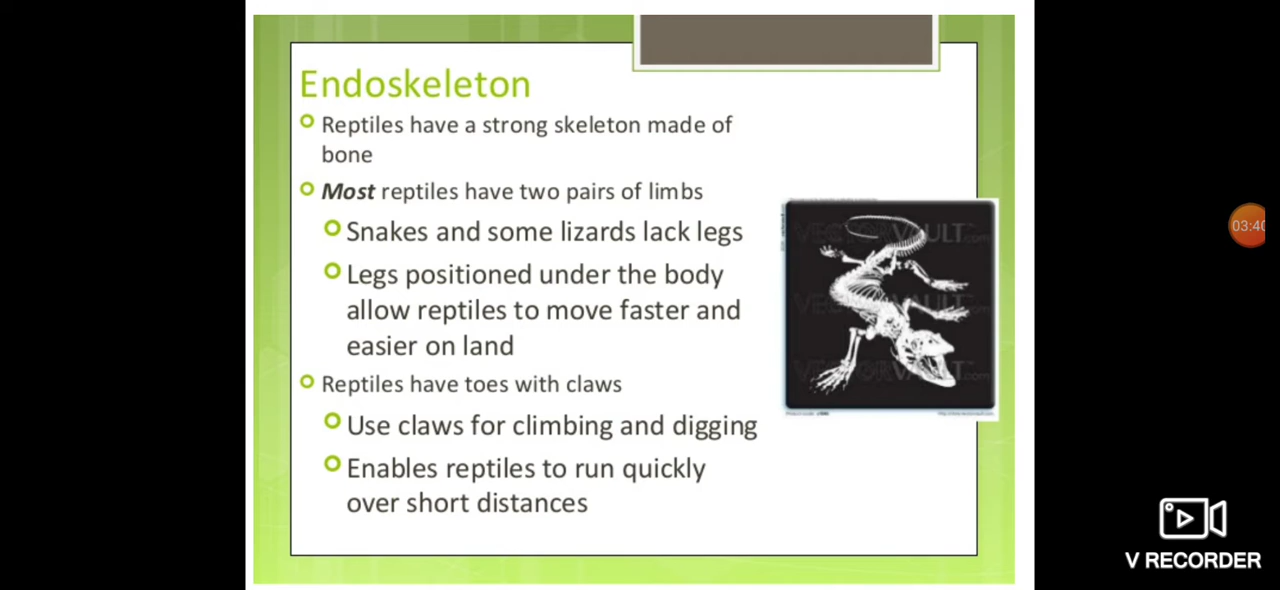 Endoskeleton
Reptiles have a strong skeleton made of
bone
Most reptiles have two pairs of limbs
Snakes and some lizards lack legs
Legs positioned under the body
allow reptiles to move faster and
easier on land
Reptiles have toes with claws
Use claws for climbing and digging
Enables reptiles to run quickly
over short distances
03:40
V RECORDER